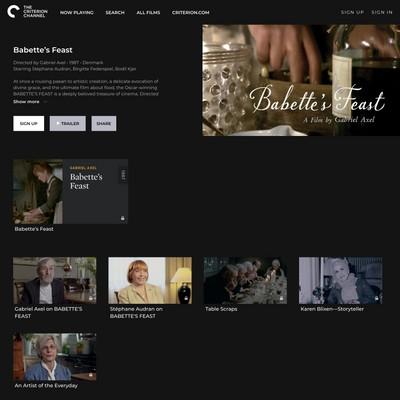 THE
CRITERION
CHANNEL
NOW PLAYING
SEARCH
ALL FILMS
CRITERION.COM
SIGN UP
SIGN IN
Babette's Feast
Directed by Gabriel Axel • 1987 • Denmark
Starring Stéphane Audran, Birgitte Federspiel, Bodil Kjer
At once a rousing paean to artistic creation, a delicate evocation of
divine grace, and the ultimate film about food, the Oscar-winning
BABETTE'S FEAST is a deeply beloved treasure of cinema. Directed
Show more
SIGN UP
TRAILER
SHARE
Babette's Feast
A Film by Gabriel Axel
GABRIEL AXEL
Babette's
Feast
1987
Babette's Feast
Gabriel Axel on BABETTE'S
FEAST
Stéphane Audran on
BABETTE'S FEAST
Table Scraps
Karen Blixen—Storyteller
An Artist of the Everyday